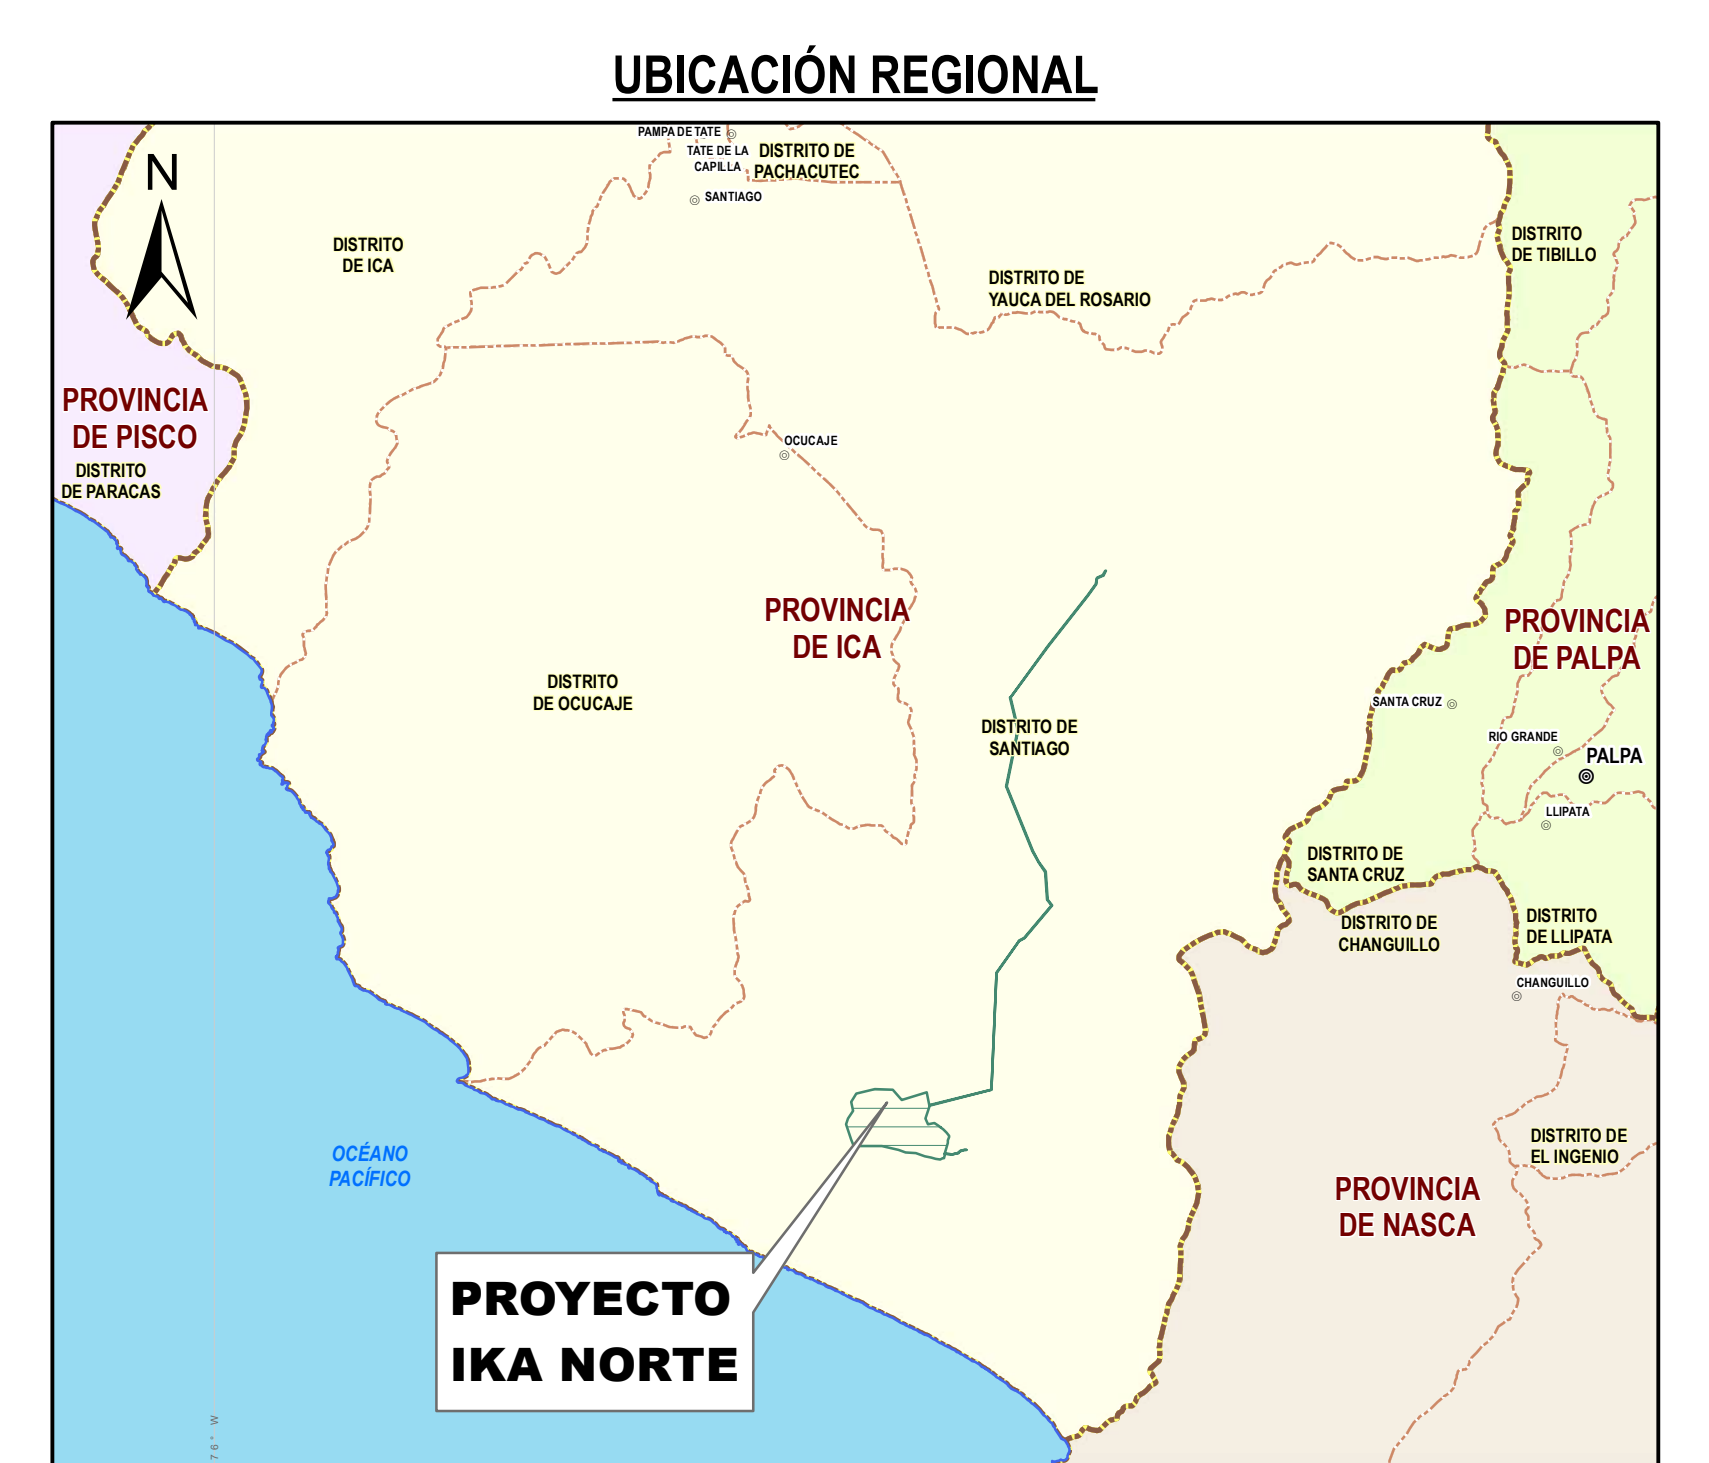 UBICACIÓN REGIONAL
PAMPA DE TATE
TATE DE LA
CAPILLA
DISTRITO DE
PACHACUTEC
SANTIAGO
N
DISTRITO
DE ICA
DISTRITO
DE TIBILLO
DISTRITO DE
YAUCA DEL ROSARIO
PROVINCIA
DE PISCO
DISTRITO
DE PARACAS
OCUCAJE
PROVINCIA
DE ICA
PROVINCIA
DE PALPA
DISTRITO
DE OCUCAJE
DISTRITO DE
SANTIAGO
SANTA CRUZ
RIO GRANDE
PALPA
LLIPATA
DISTRITO DE
SANTA CRUZ
DISTRITO DE
CHANGUILLO
DISTRITO
DE LLIPATA
CHANGUILLO
DISTRITO DE
EL INGENIO
OCÉANO
PACÍFICO
PROVINCIA
DE NASCA
PROYECTO
IKA NORTE
76° W